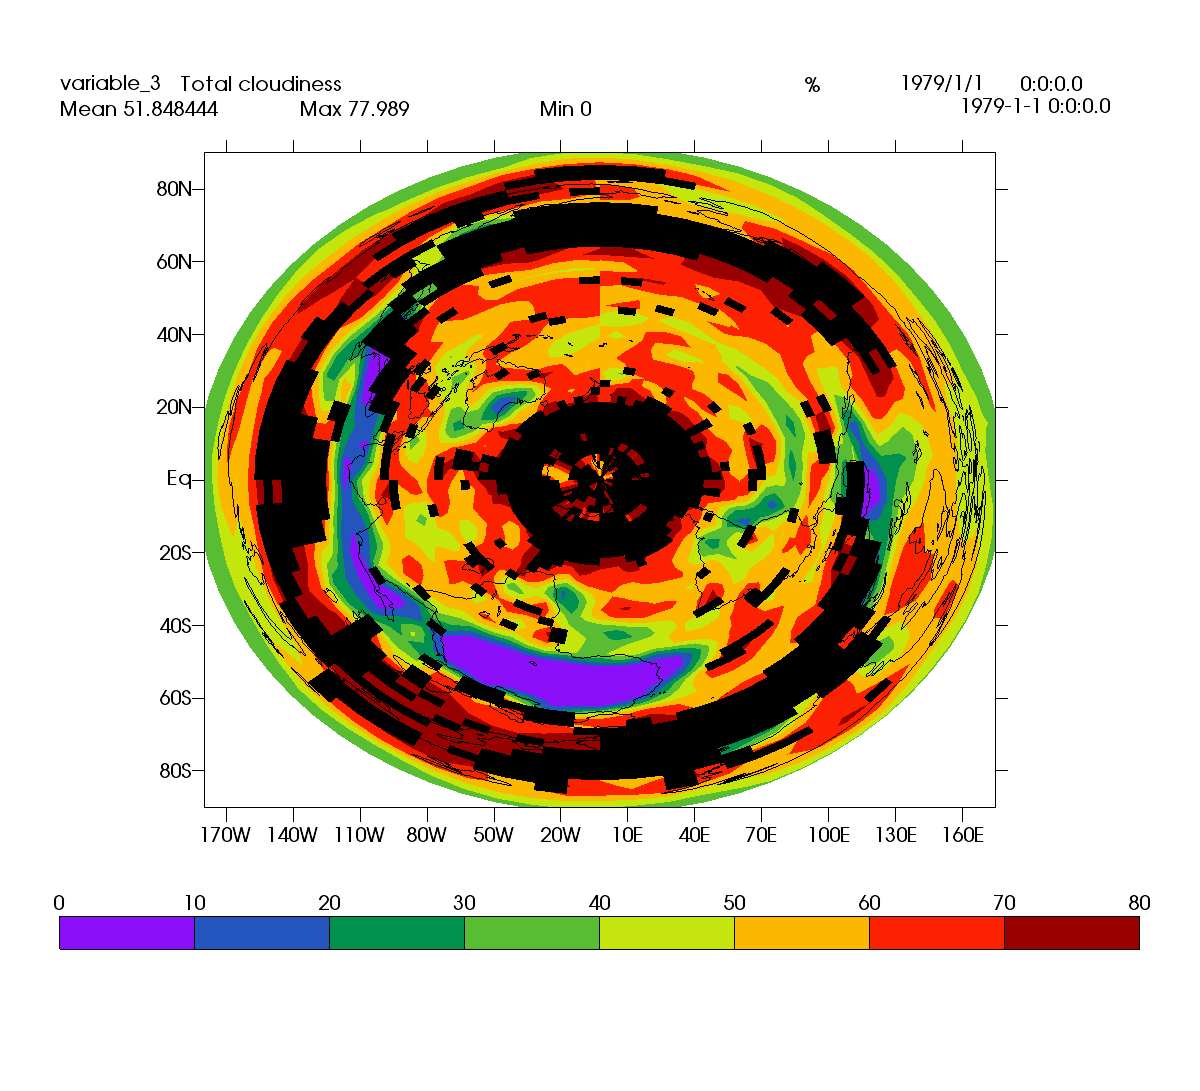 variable_3 Total cloudiness % 1979/1/1 0:0:0.0
Mean 51.848444 Max 77.989 Min 0 1979-1-1 0:0:0.0
80N
60N
40N
20N
Eq
20S
40S
60S
80S
170W 140W 110W 80W 50W 20W 10E 40E 70E 100E 130E 160E
0 10 20 30 40 50 60 70 80